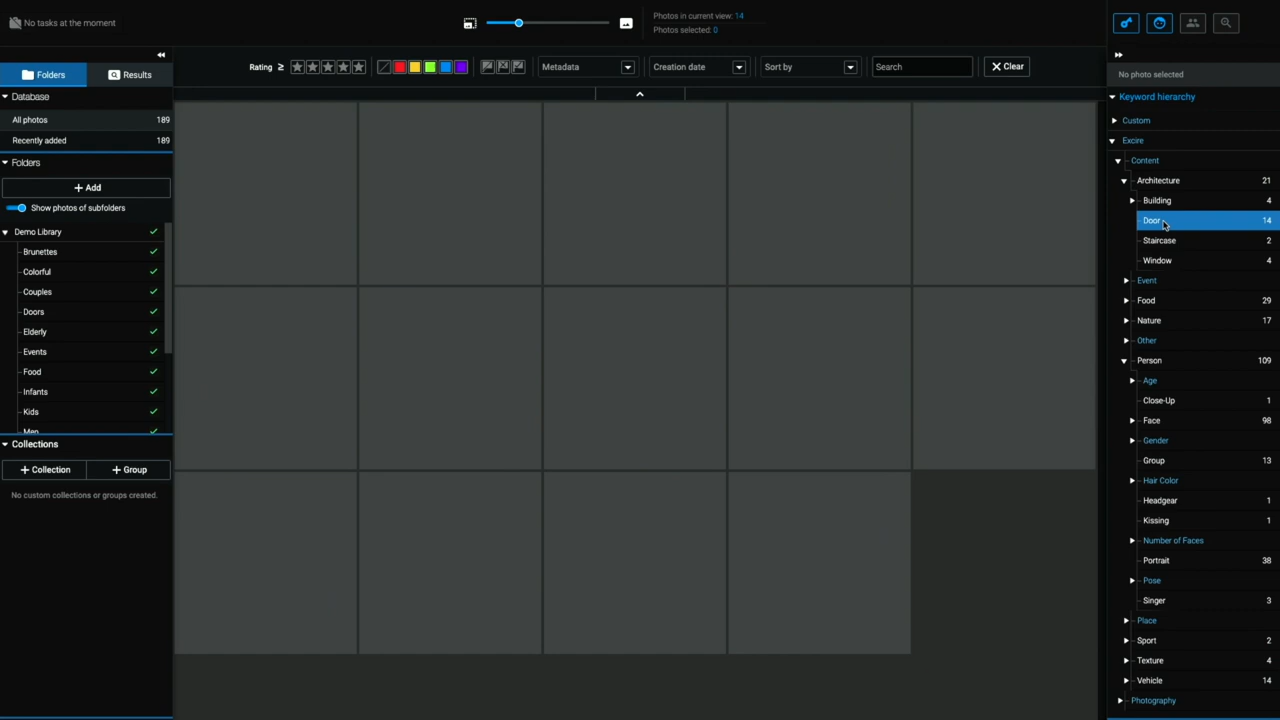 No tasks at the moment
Photos in current view: 14
Photos selected: 0
Folders
Results
Rating ≥
Metadata
Creation date
Sort by
Search
Clear
No photo selected
Database
All photos 189
Recently added 189
Folders
+ Add
Show photos of subfolders
Demo Library
Brunettes
Colorful
Couples
Doors
Elderly
Events
Food
Infants
Kids
Men
Collections
+ Collection
+ Group
No custom collections or groups created.
Keyword hierarchy
Custom
Excire
Content
Architecture 21
Building 4
Door 14
Staircase 2
Window 4
Event
Food 29
Nature 17
Other
Person 109
Age
Close-Up 1
Face 98
Gender
Group 13
Hair Color
Headgear 1
Kissing 1
Number of Faces
Portrait 38
Pose
Singer 3
Place
Sport 2
Texture 4
Vehicle 14
Photography